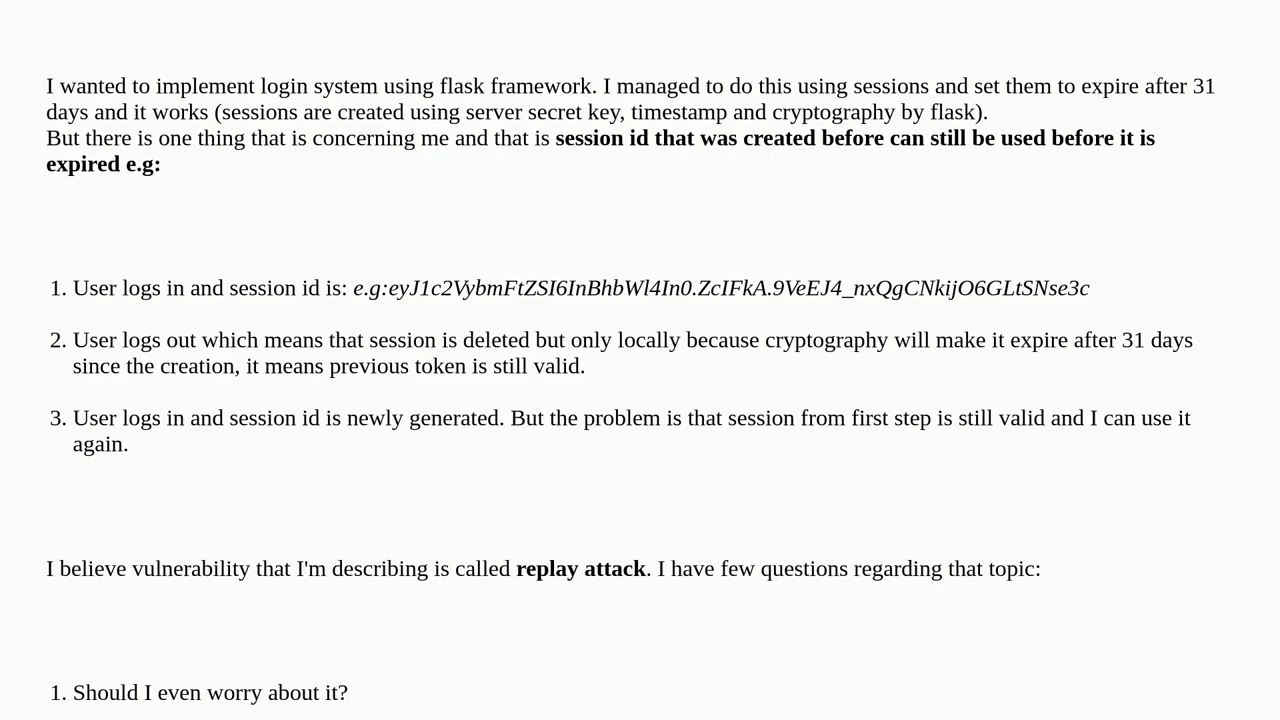 I wanted to implement login system using flask framework. I managed to do this using sessions and set them to expire after 31
days and it works (sessions are created using server secret key, timestamp and cryptography by flask).
But there is one thing that is concerning me and that is session id that was created before can still be used before it is
expired e.g:
1. User logs in and session id is: e.g:eyJ1c2VybmFtZSI6InBhbWl4In0.ZcIFkA.9VeEJ4_nxQgCNkijO6GLtSNse3c
2. User logs out which means that session is deleted but only locally because cryptography will make it expire after 31 days
since the creation, it means previous token is still valid.
3. User logs in and session id is newly generated. But the problem is that session from first step is still valid and I can use it
again.
I believe vulnerability that I'm describing is called replay attack. I have few questions regarding that topic:
1. Should I even worry about it?